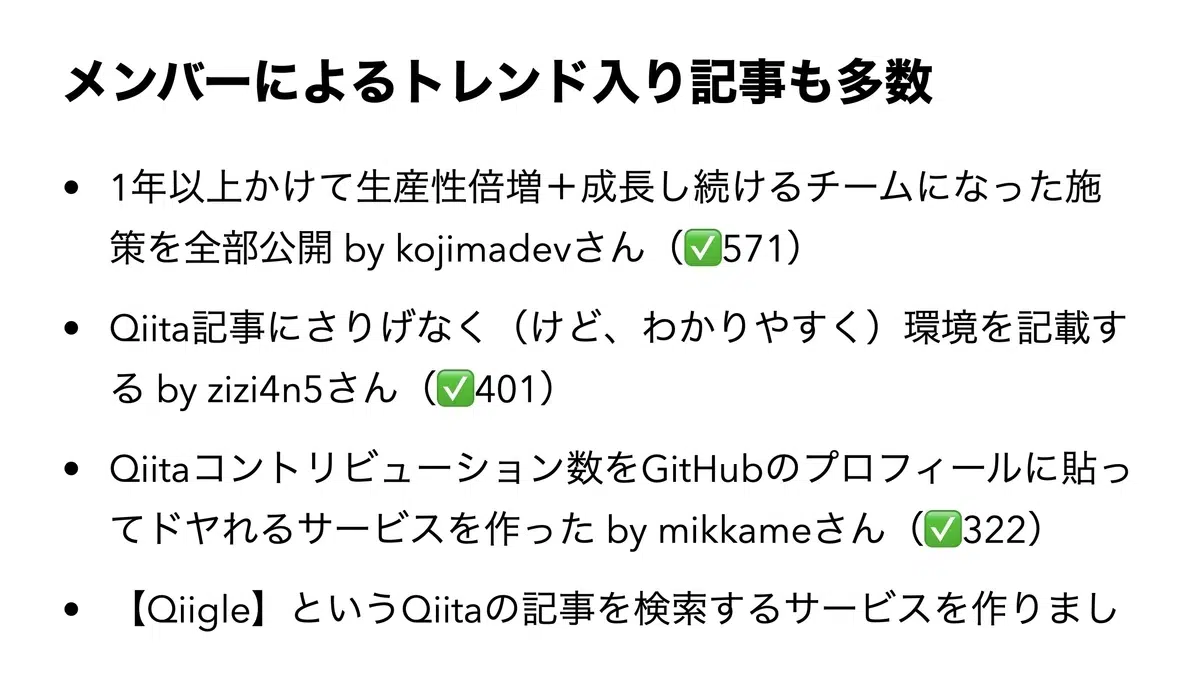 メンバーによるトレンド入り記事も多数
• 1年以上かけて生産性倍増＋成長し続けるチームになった施
策を全部公開 by kojimadevさん（✅571）
• Qiita記事にさりげなく（けど、わかりやすく）環境を記載す
る by zizi4n5さん（✅401）
• Qiitaコントリビューション数をGitHubのプロフィールに貼っ
てドヤれるサービスを作った by mikkameさん（✅322）
• 【Qiigle】というQiitaの記事を検索するサービスを作りまし